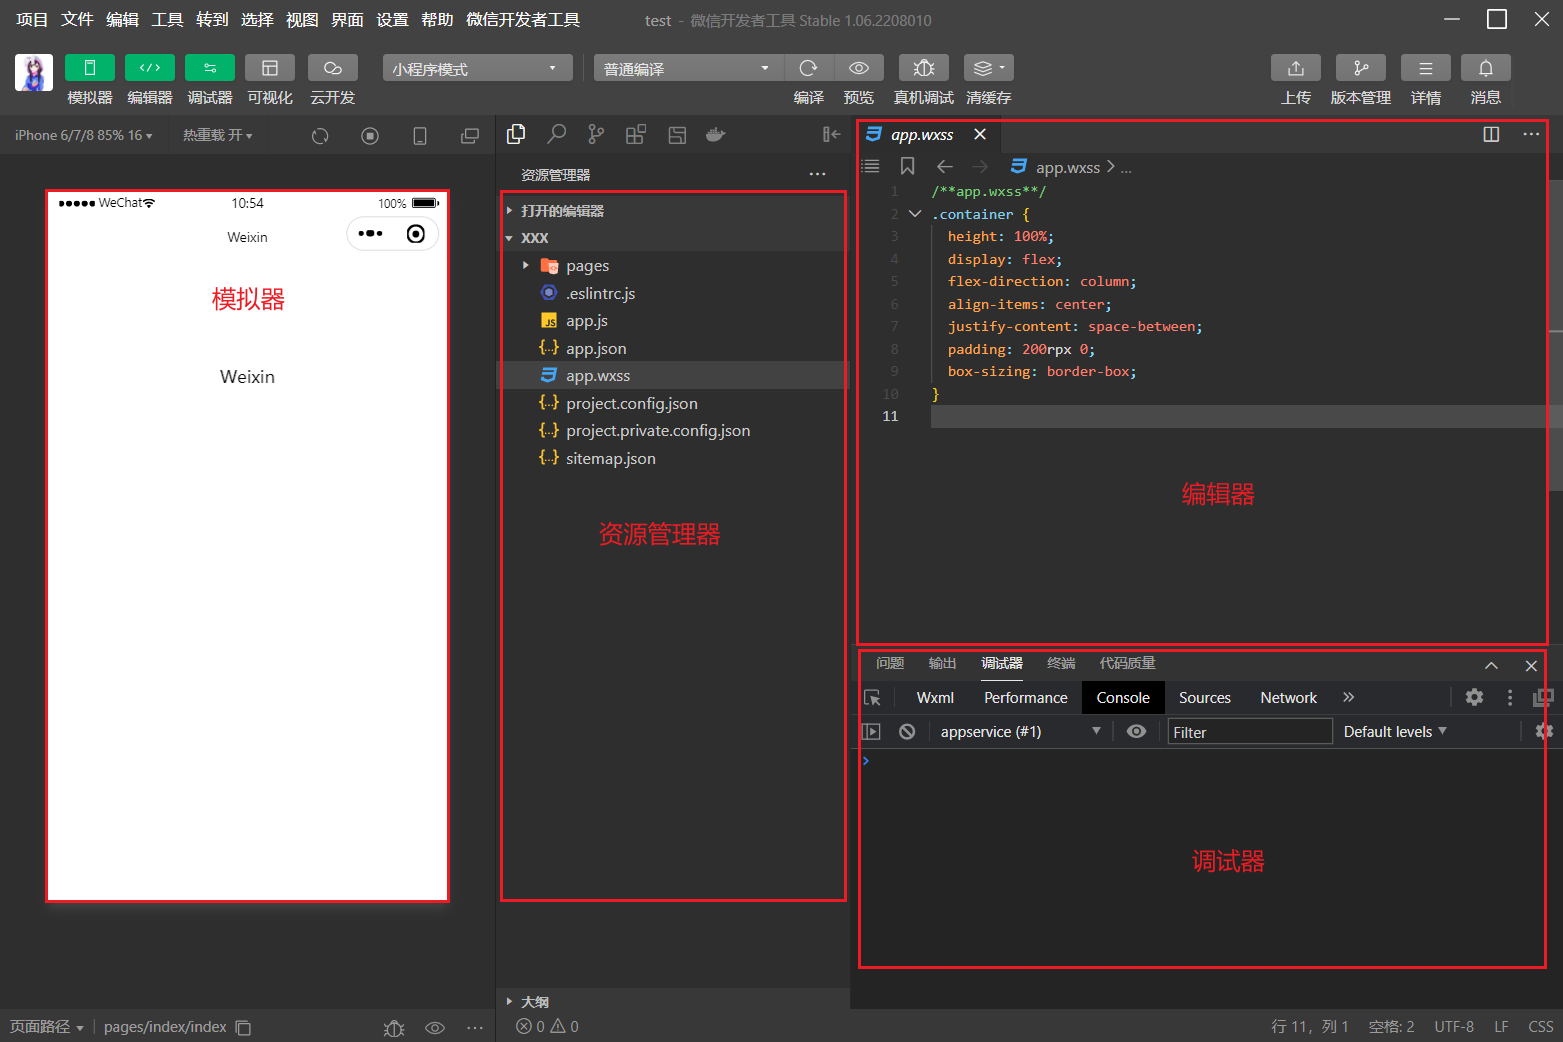 项目 文件 编辑 工具 转到 选择 视图 界面 设置 帮助 微信开发者工具 test - 微信开发者工具 Stable 1.06.2208010
小程序模式 普通编译
模拟器 编辑器 调试器 可视化 云开发 编译 预览 真机调试 清缓存 上传 版本管理 详情 消息
iPhone 6/7/8 85% 16 热重载 开
WeChat 10:54 100%
Weixin
模拟器
Weixin
资源管理器
打开的编辑器
XXX
pages
.eslintrc.js
JS app.js
{..} app.json
app.wxss
{..} project.config.json
{..} project.private.config.json
{..} sitemap.json
资源管理器
大纲
app.wxss
app.wxss > ...
1 /**app.wxss**/
2 .container {
3 height: 100%;
4 display: flex;
5 flex-direction: column;
6 align-items: center;
7 justify-content: space-between;
8 padding: 200rpx 0;
9 box-sizing: border-box;
10 }
11
编辑器
问题 输出 调试器 终端 代码质量
Wxml Performance Console Sources Network »
appservice (#1) Filter Default levels
›
调试器
页面路径 | pages/index/index 0 0 行 11，列 1 空格: 2 UTF-8 LF CSS